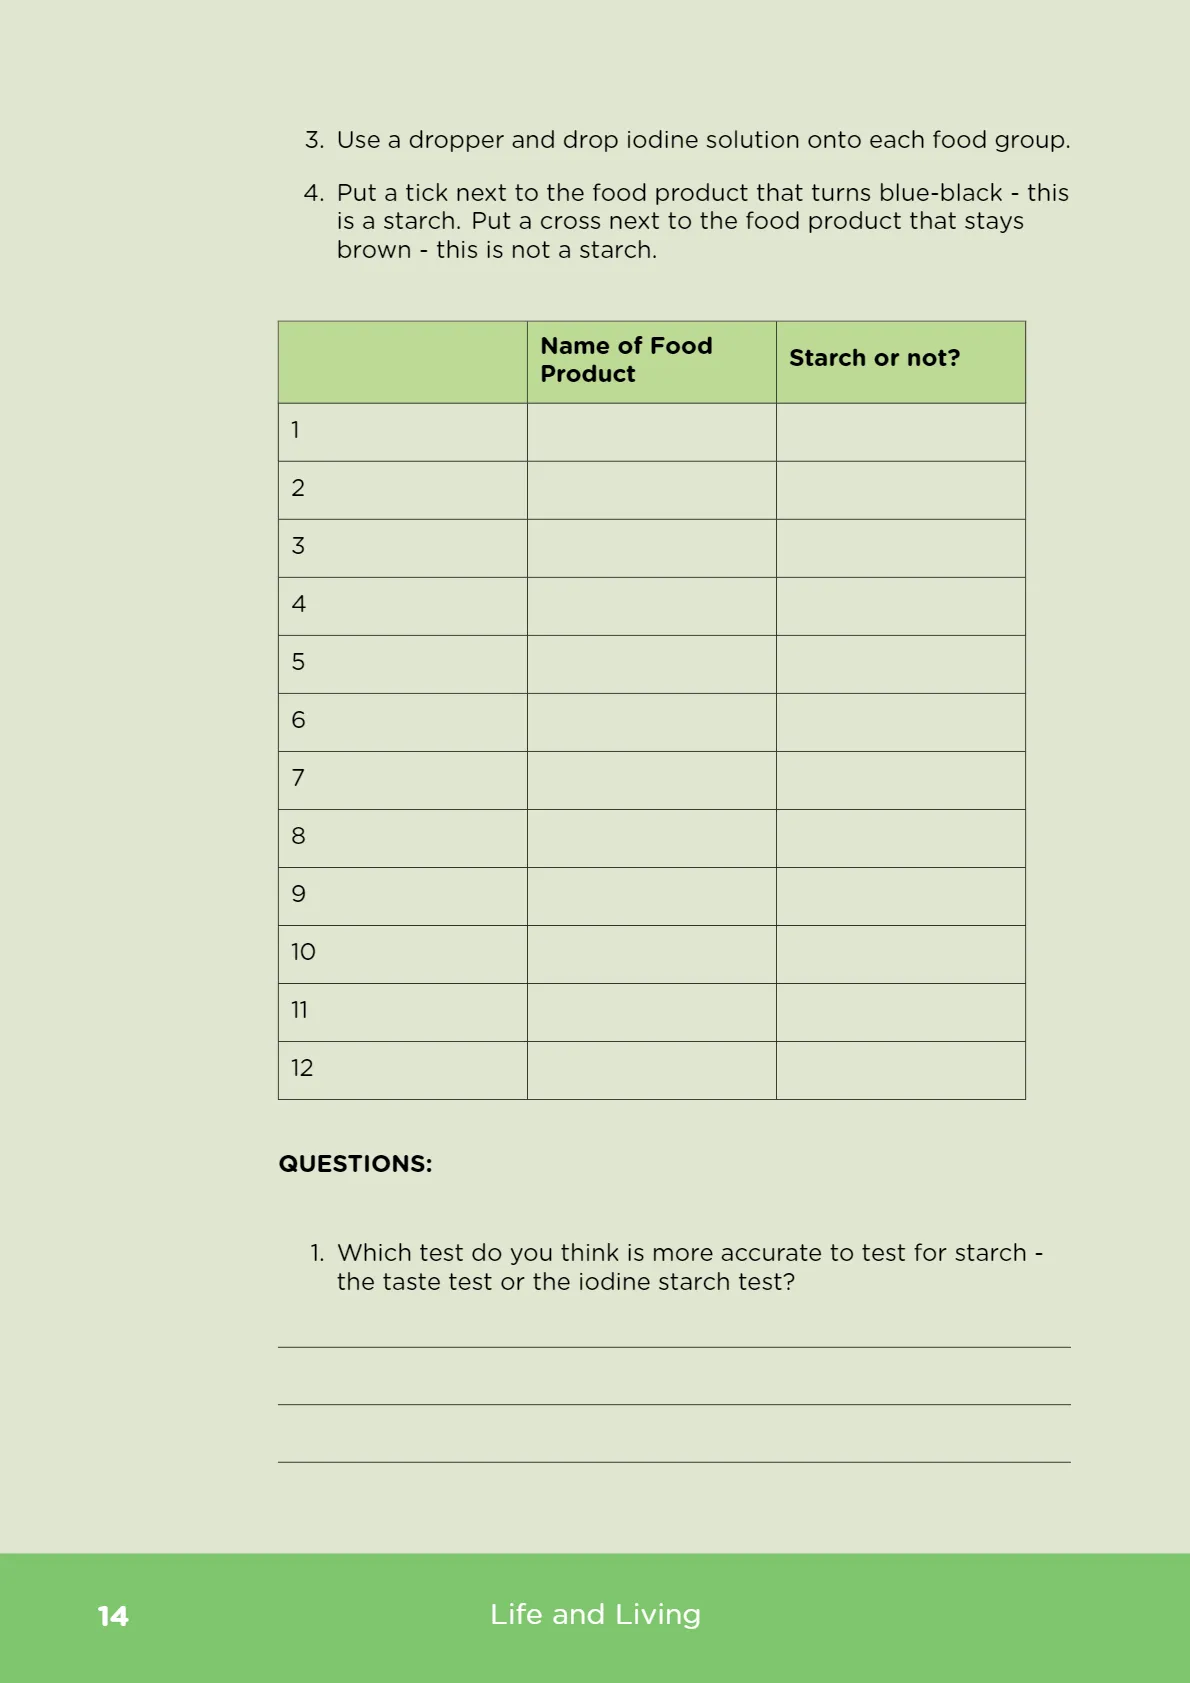 3. Use a dropper and drop iodine solution onto each food group.
4. Put a tick next to the food product that turns blue-black - this
is a starch. Put a cross next to the food product that stays
brown - this is not a starch.
Name of Food
Product
Starch or not?
1
2
3
4
5
6
7
8
9
10
11
12
QUESTIONS:
1. Which test do you think is more accurate to test for starch -
the taste test or the iodine starch test?
14
Life and Living